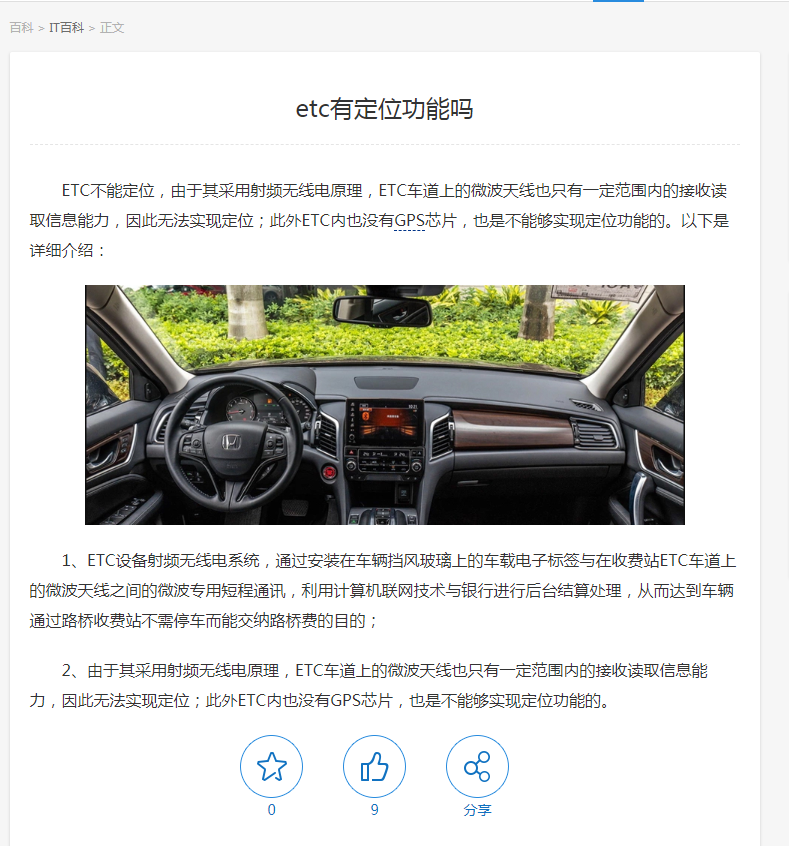 百科 > IT百科 > 正文
etc有定位功能吗
ETC不能定位，由于其采用射频无线电原理，ETC车道上的微波天线也只有一定范围内的接收读
取信息能力，因此无法实现定位；此外ETC内也没有GPS芯片，也是不能够实现定位功能的。以下是
详细介绍：
1、ETC设备射频无线电系统，通过安装在车辆挡风玻璃上的车载电子标签与在收费站ETC车道上
的微波天线之间的微波专用短程通讯，利用计算机联网技术与银行进行后台结算处理，从而达到车辆
通过路桥收费站不需停车而能交纳路桥费的目的；
2、由于其采用射频无线电原理，ETC车道上的微波天线也只有一定范围内的接收读取信息能
力，因此无法实现定位；此外ETC内也没有GPS芯片，也是不能够实现定位功能的。
0
9
分享